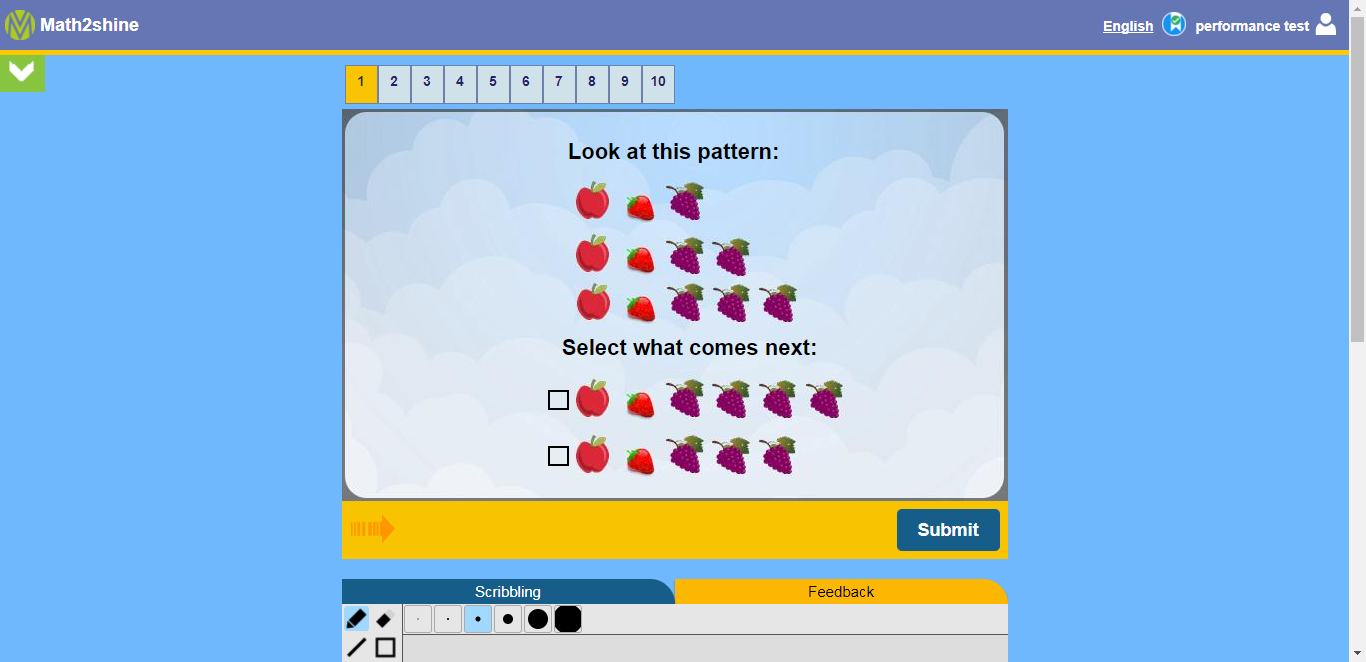 Math2shine
English performance test
1 2 3 4 5 6 7 8 9 10
Look at this pattern:
Select what comes next:
Submit
Scribbling Feedback